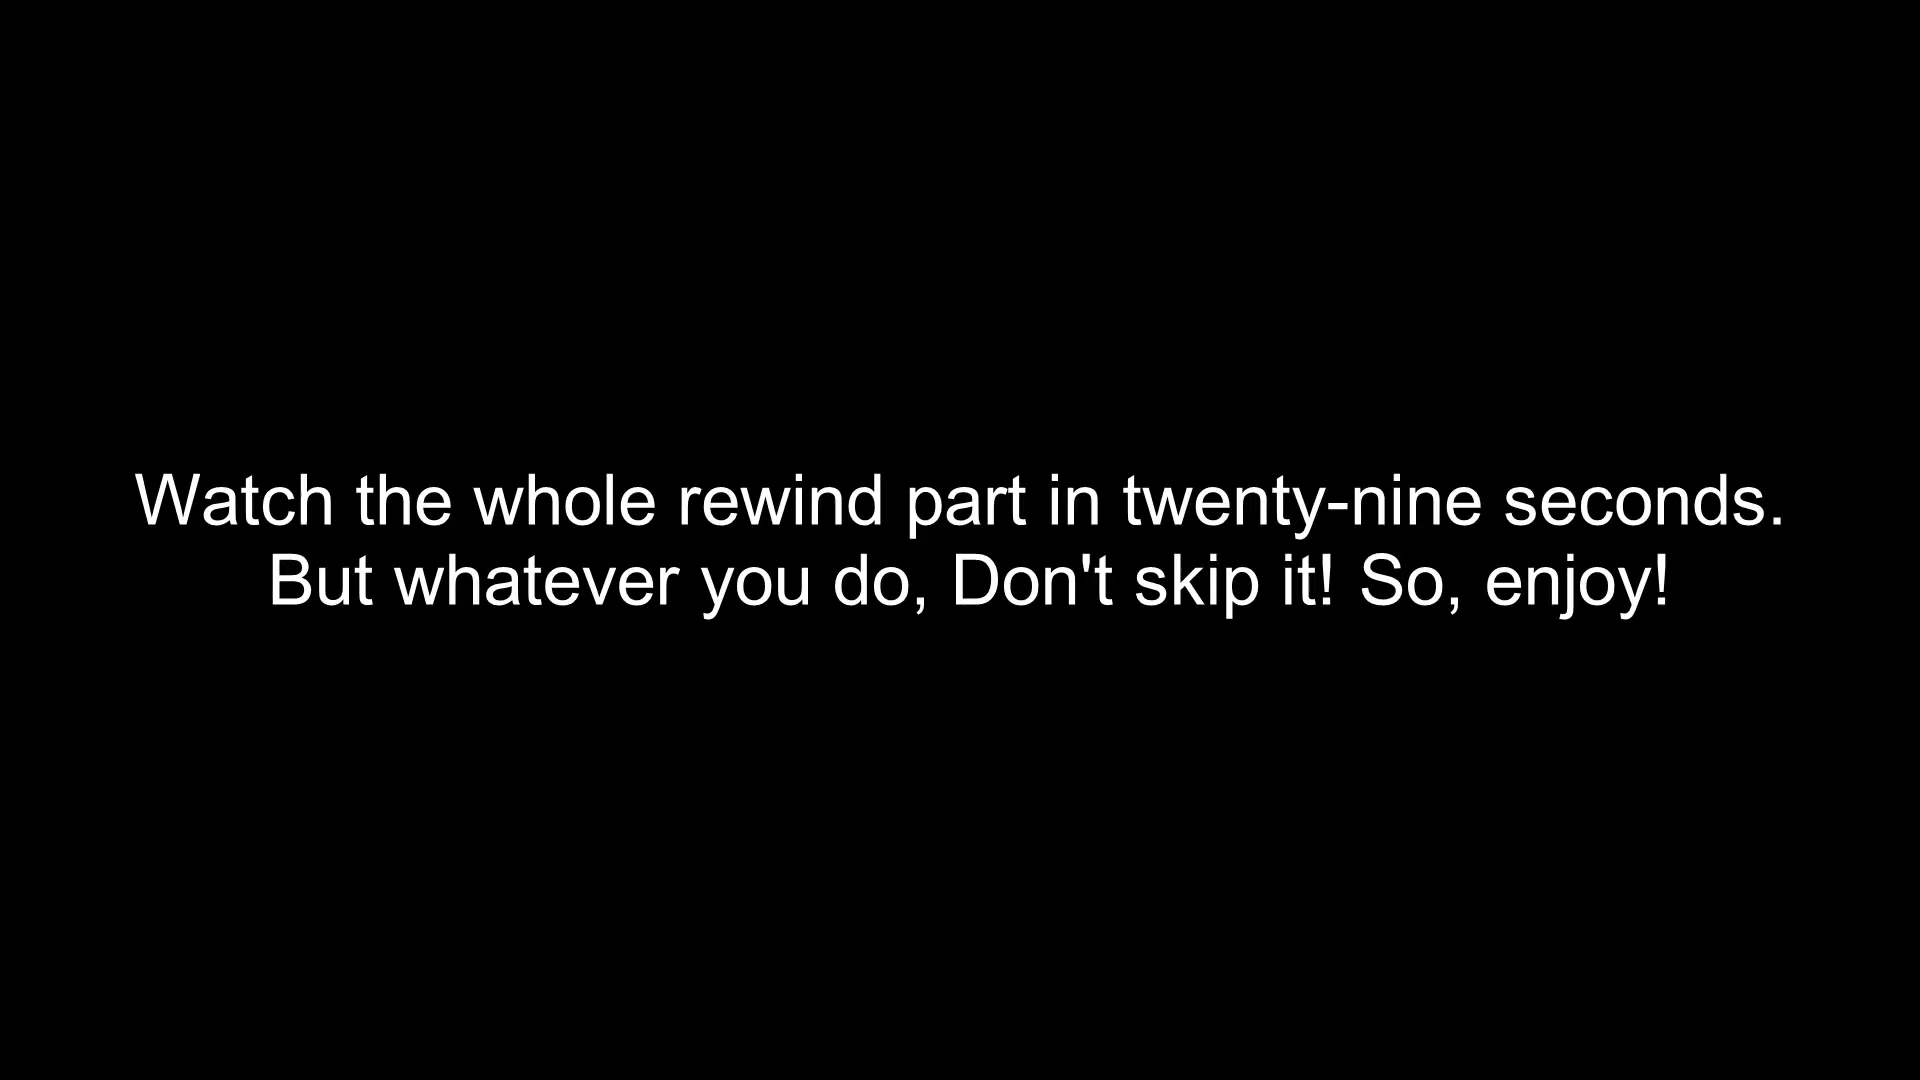 Watch the whole rewind part in twenty-nine seconds.
But whatever you do, Don't skip it! So, enjoy!